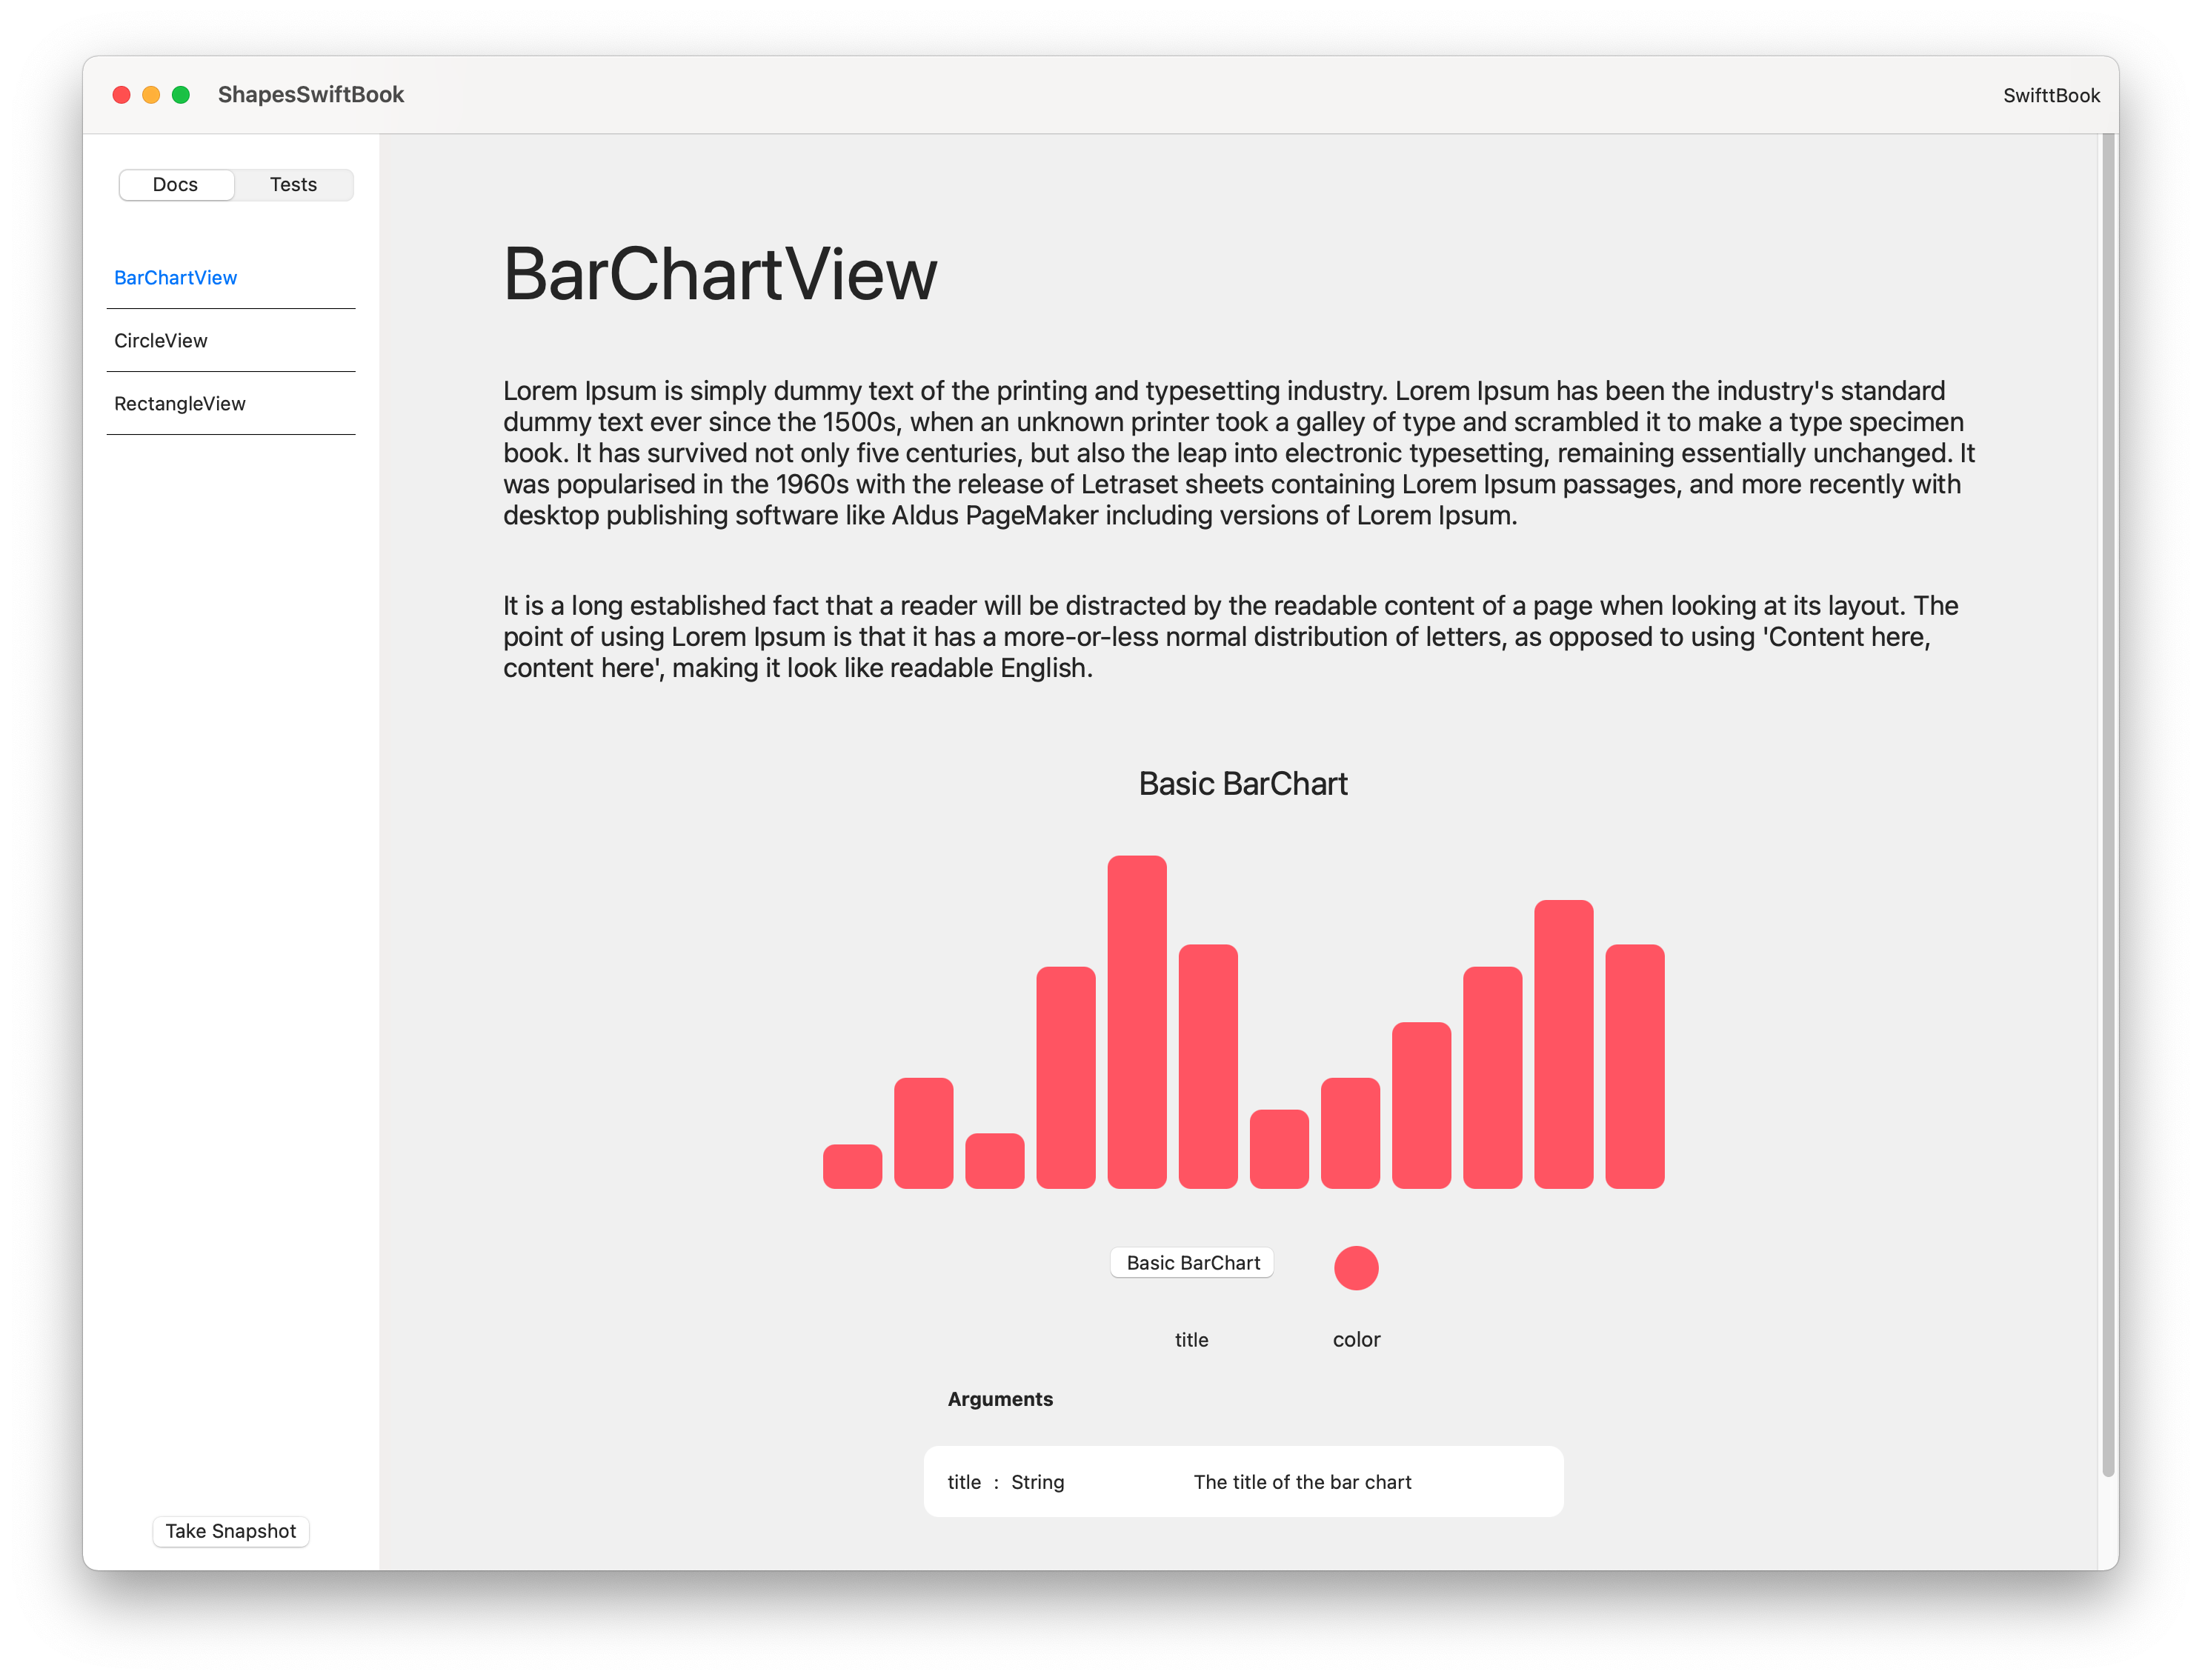 ShapesSwiftBook
SwifttBook
Docs
Tests
BarChartView
CircleView
RectangleView
Take Snapshot
BarChartView
Lorem Ipsum is simply dummy text of the printing and typesetting industry. Lorem Ipsum has been the industry's standard
dummy text ever since the 1500s, when an unknown printer took a galley of type and scrambled it to make a type specimen
book. It has survived not only five centuries, but also the leap into electronic typesetting, remaining essentially unchanged. It
was popularised in the 1960s with the release of Letraset sheets containing Lorem Ipsum passages, and more recently with
desktop publishing software like Aldus PageMaker including versions of Lorem Ipsum.
It is a long established fact that a reader will be distracted by the readable content of a page when looking at its layout. The
point of using Lorem Ipsum is that it has a more-or-less normal distribution of letters, as opposed to using 'Content here,
content here', making it look like readable English.
Basic BarChart
Basic BarChart
title
color
Arguments
title : String
The title of the bar chart